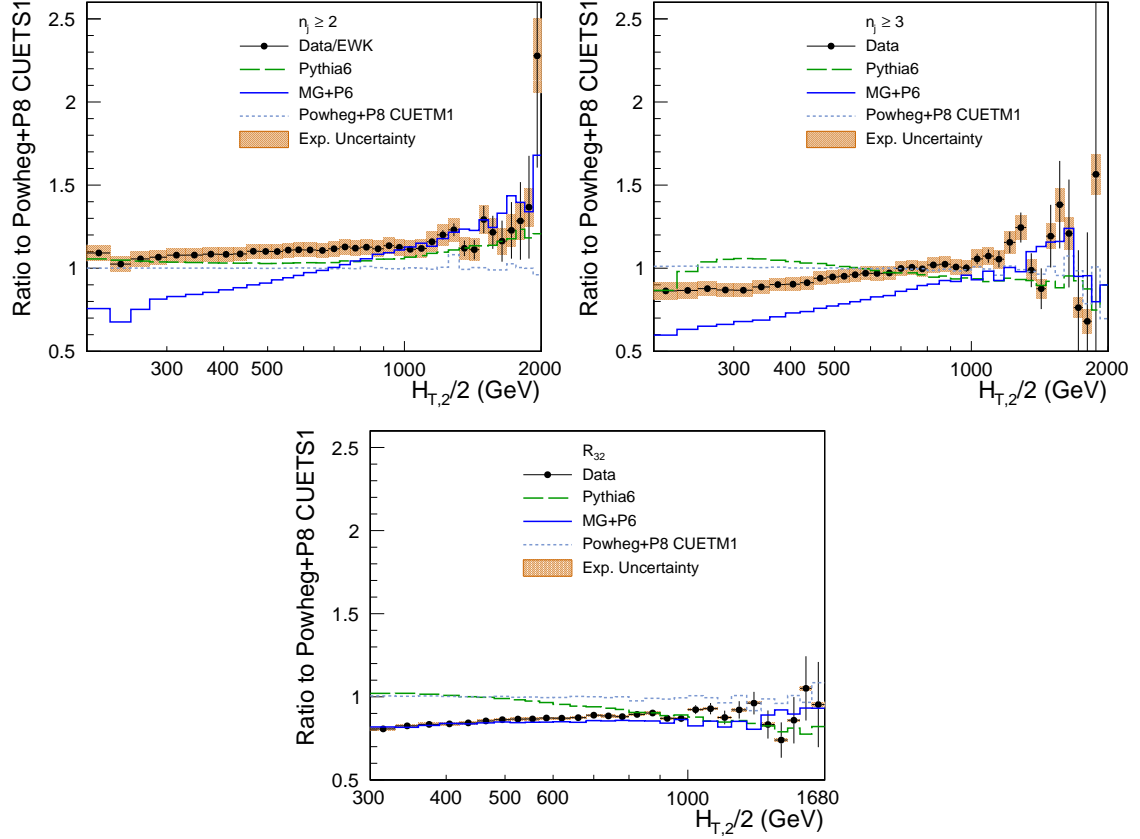 Ratio to Powheg+P8 CUETS1
2.5
2
1.5
1
0.5
n_j ≥ 2
Data/EWK
Pythia6
MG+P6
Powheg+P8 CUETM1
Exp. Uncertainty
300 400 500 1000 2000
H_T,2/2 (GeV)
Ratio to Powheg+P8 CUETS1
2.5
2
1.5
1
0.5
n_j ≥ 3
Data
Pythia6
MG+P6
Powheg+P8 CUETM1
Exp. Uncertainty
300 400 500 1000 2000
H_T,2/2 (GeV)
Ratio to Powheg+P8 CUETS1
2.5
2
1.5
1
0.5
R_32
Data
Pythia6
MG+P6
Powheg+P8 CUETM1
Exp. Uncertainty
300 400 500 600 1000 1680
H_T,2/2 (GeV)